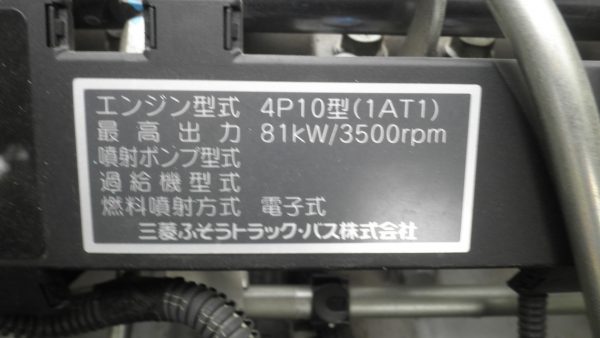 エンジン型式 4P10型(1AT1)
最高出力 81kW/3500rpm
噴射ポンプ型式
過給機型式
燃料噴射方式 電子式
三菱ふそうトラック・バス株式会社